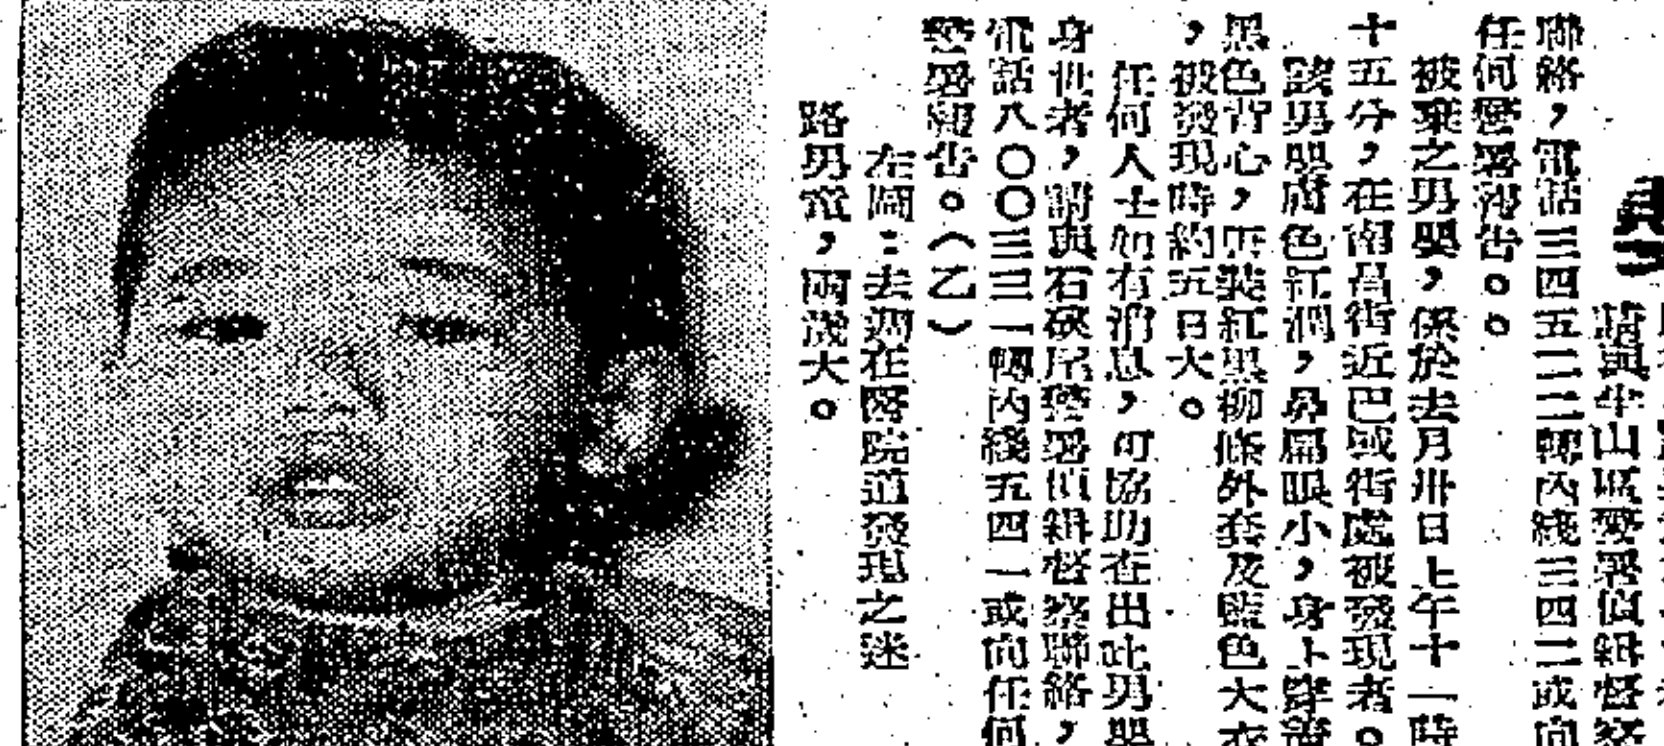 請與牛山區警署偵緝督察
聯絡，電話三四五二二二轉內綫三四二或向
任何警署報告。
被棄之男嬰，係於去月卅日上午十一時
十五分，在南昌街近巴域街處被發現者。
該男嬰膚色紅潤，鼻扁眼小，身上穿
黑色背心，紅黑柳條外套及藍色大衣
，被發現時約五日大。
任何人士如有消息，可協助查出此男嬰
身世者，請與石硤尾警署偵緝督察聯絡，
電話八〇〇三三一轉內綫五四一或向任何
警署報告。（乙）
左圖：去週在醫院道發現之迷
路男童，兩歲大。